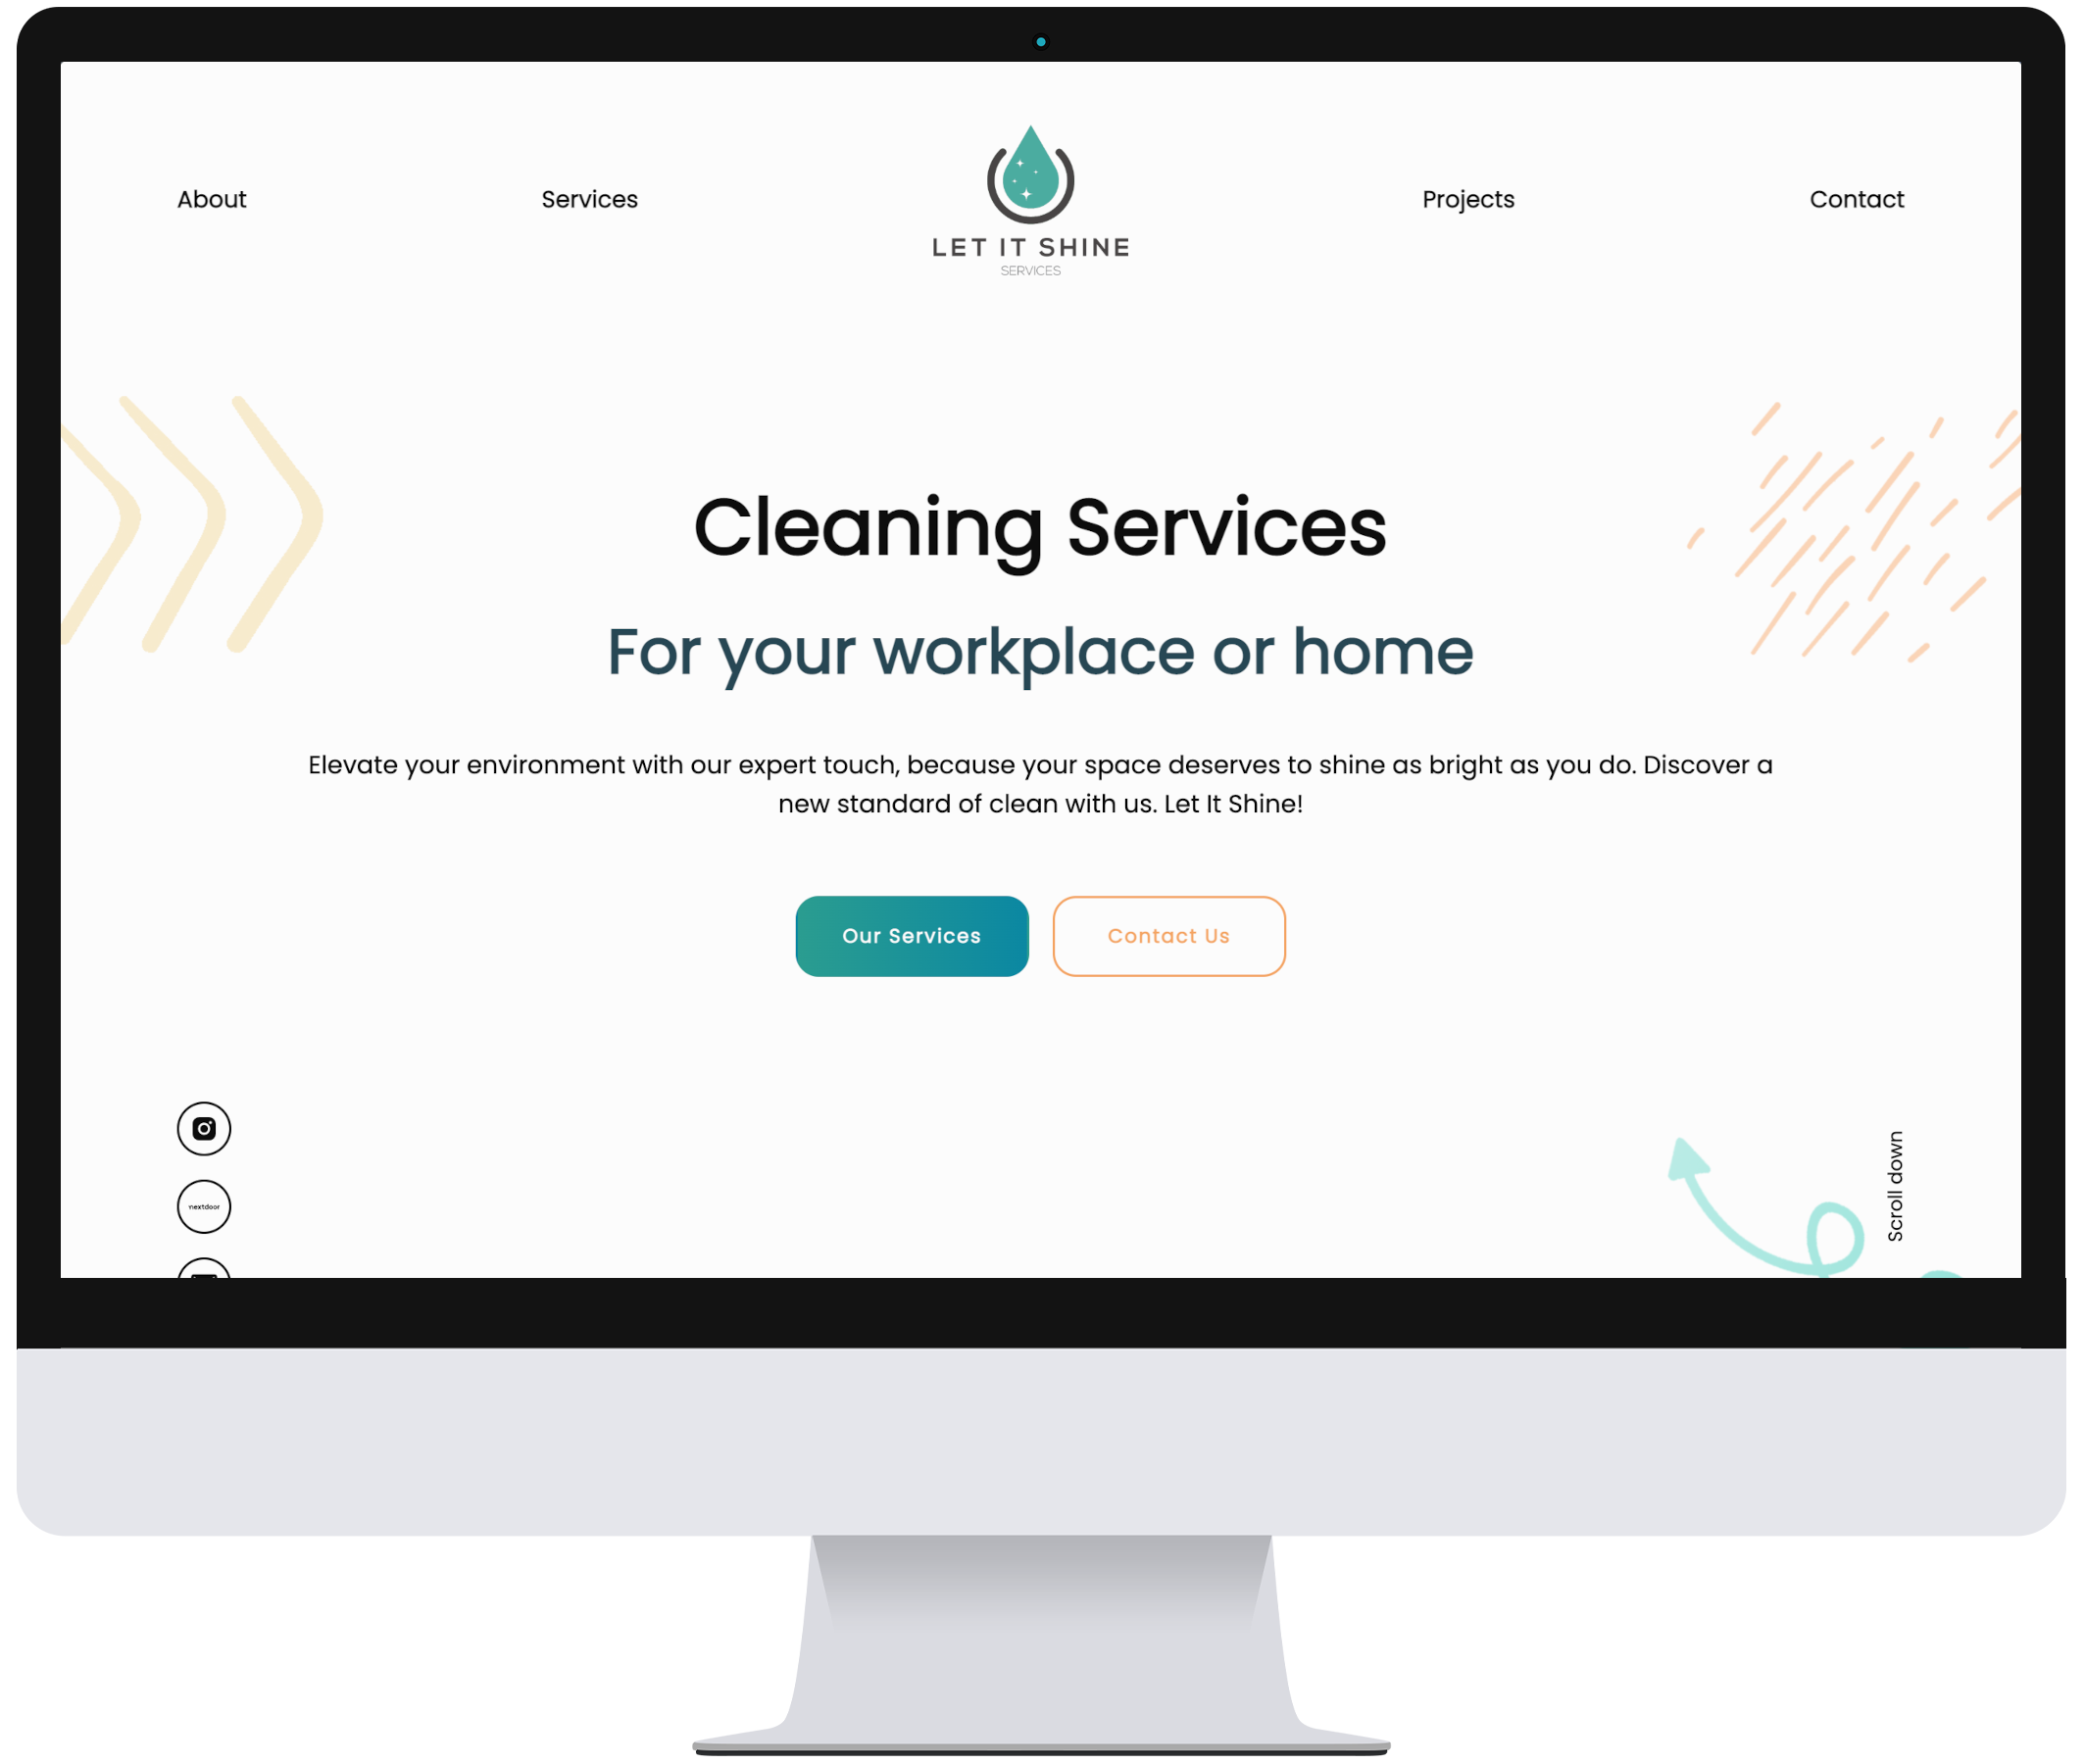 About
Services
LET IT SHINE
SERVICES
Projects
Contact
Cleaning Services
For your workplace or home
Elevate your environment with our expert touch, because your space deserves to shine as bright as you do. Discover a
new standard of clean with us. Let It Shine!
Our Services
Contact Us
nextdoor
Scroll down